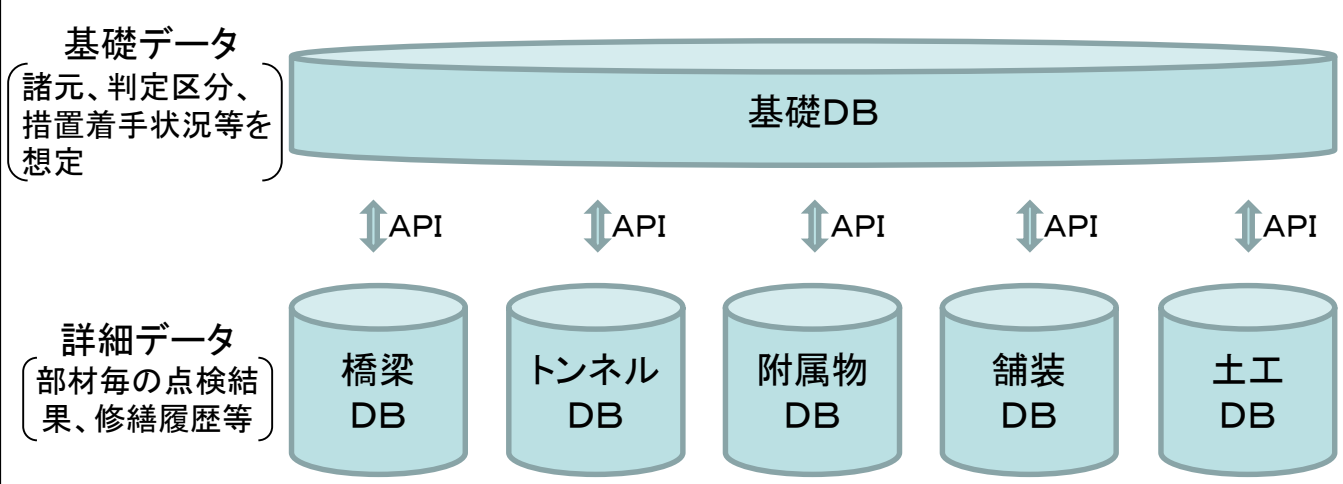 基礎データ
諸元、判定区分、
措置着手状況等を
想定
基礎DB
API API API API API
詳細データ
部材毎の点検結
果、修繕履歴等
橋梁
DB
トンネル
DB
附属物
DB
舗装
DB
土工
DB